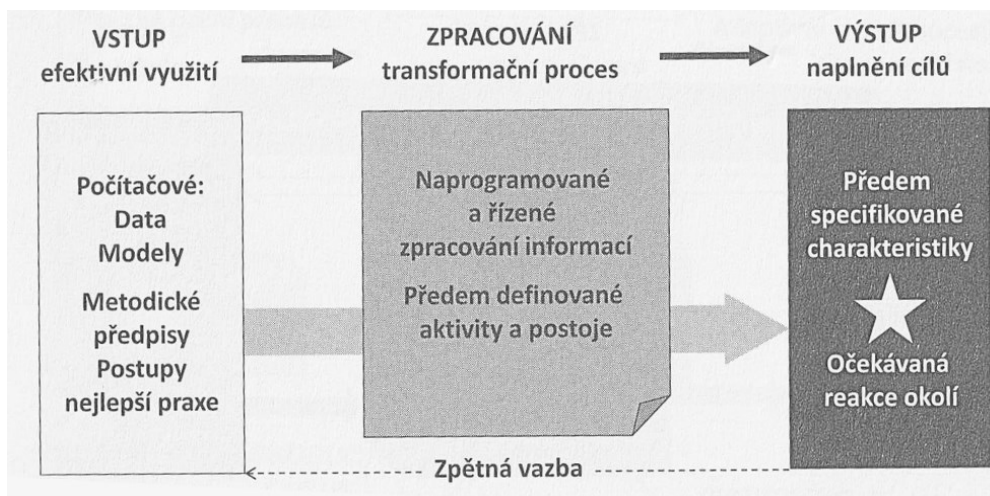 VSTUP
efektivní využití
ZPRACOVÁNÍ
transformační proces
VÝSTUP
naplnění cílů
Počítačové:
Data
Modely
Metodické
předpisy
Postupy
nejlepší praxe
Naprogramované
a řízené
zpracování informací
Předem definované
aktivity a postoje
Předem
specifikované
charakteristiky
Očekávaná
reakce okolí
Zpětná vazba